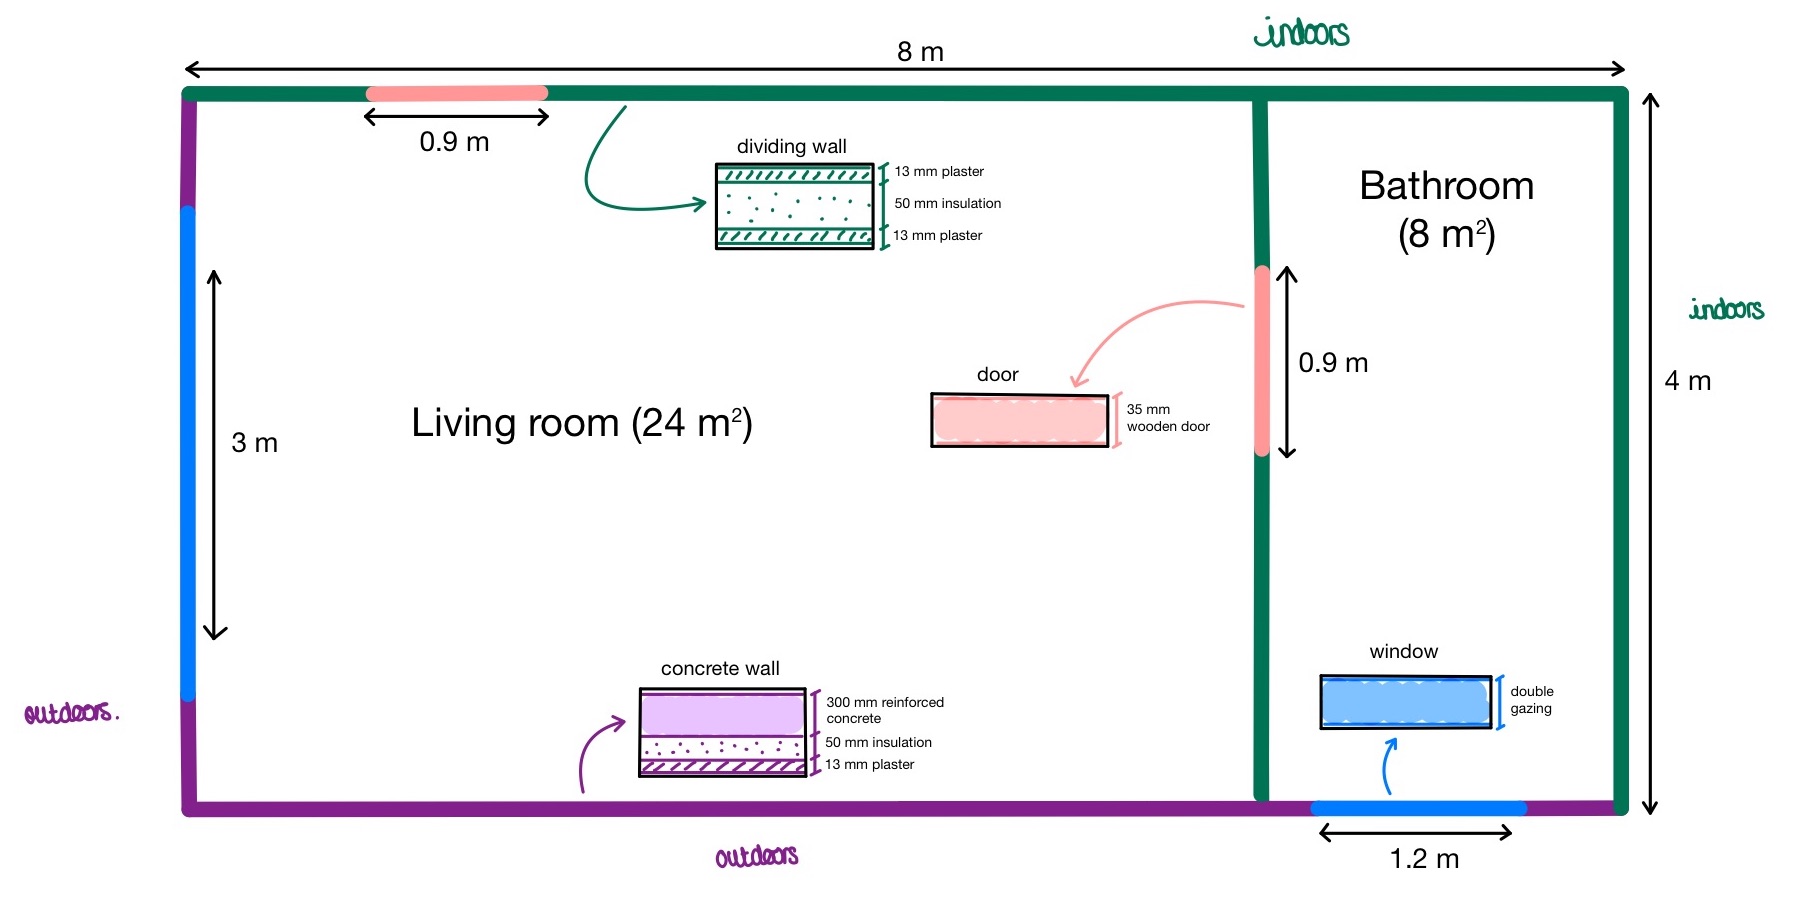 indoors
8 m
0.9 m
dividing wall
13 mm plaster
50 mm insulation
13 mm plaster
Bathroom
(8 m²)
indoors
0.9 m
4 m
door
35 mm
wooden door
Living room (24 m²)
3 m
window
double
gazing
concrete wall
300 mm reinforced
concrete
50 mm insulation
13 mm plaster
outdoors.
outdoors
1.2 m